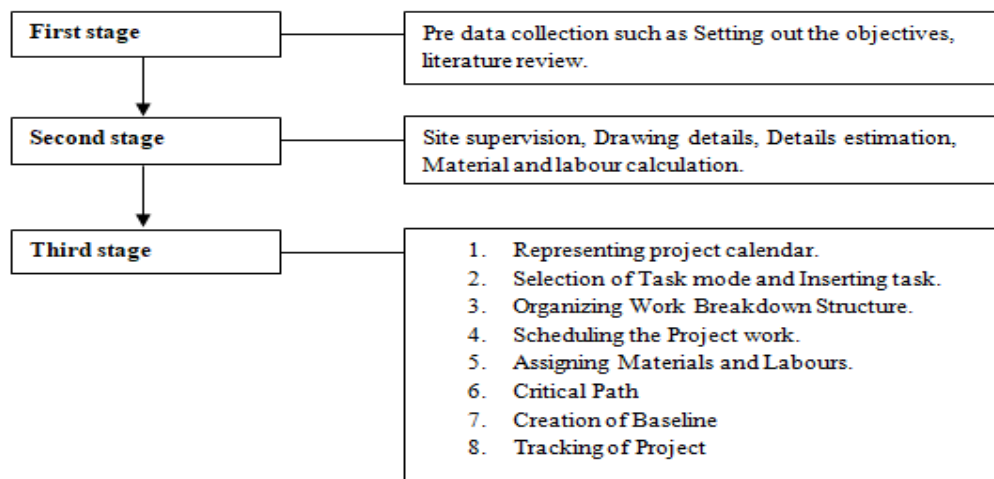 First stage
Pre data collection such as Setting out the objectives,
literature review.
Second stage
Site supervision, Drawing details, Details estimation,
Material and labour calculation.
Third stage
1. Representing project calendar.
2. Selection of Task mode and Inserting task.
3. Organizing Work Breakdown Structure.
4. Scheduling the Project work.
5. Assigning Materials and Labours.
6. Critical Path
7. Creation of Baseline
8. Tracking of Project